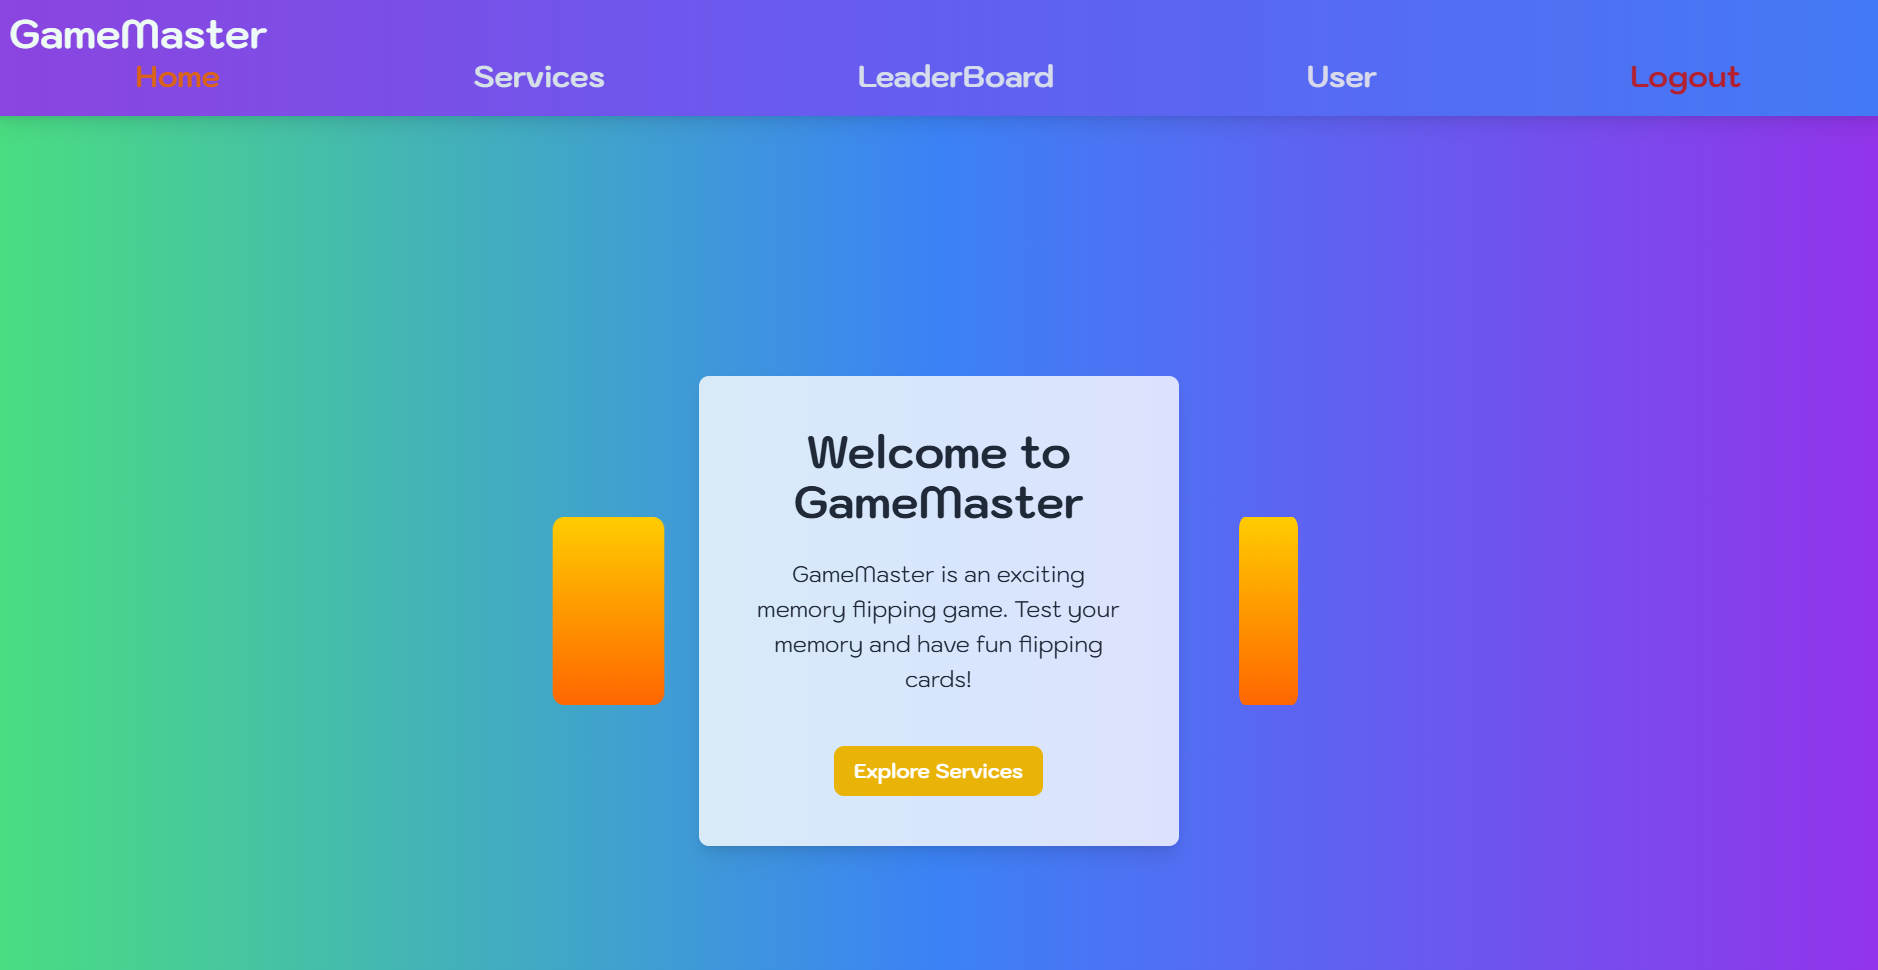 GameMaster
Home Services LeaderBoard User Logout
Welcome to
GameMaster
GameMaster is an exciting
memory flipping game. Test your
memory and have fun flipping
cards!
Explore Services